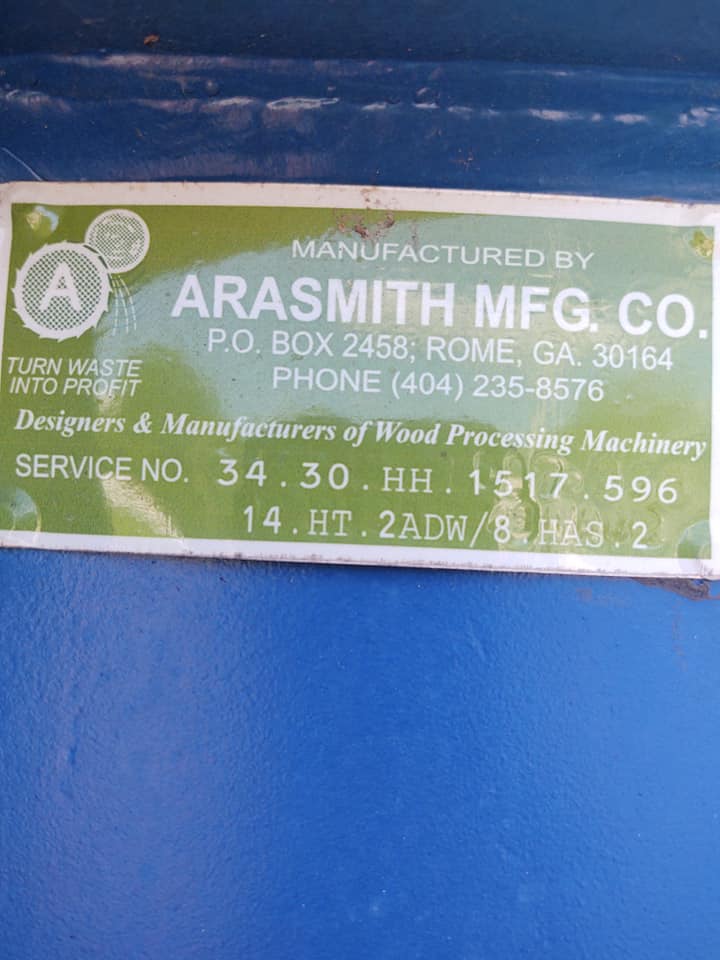 MANUFACTURED BY
A
ARASMITH MFG. CO.
P.O. BOX 2458; ROME, GA. 30164
PHONE (404) 235-8576
TURN WASTE
INTO PROFIT
Designers & Manufacturers of Wood Processing Machinery
SERVICE NO. 34.30.HH.1517.596
14.HT.2ADW/8.HAS.2